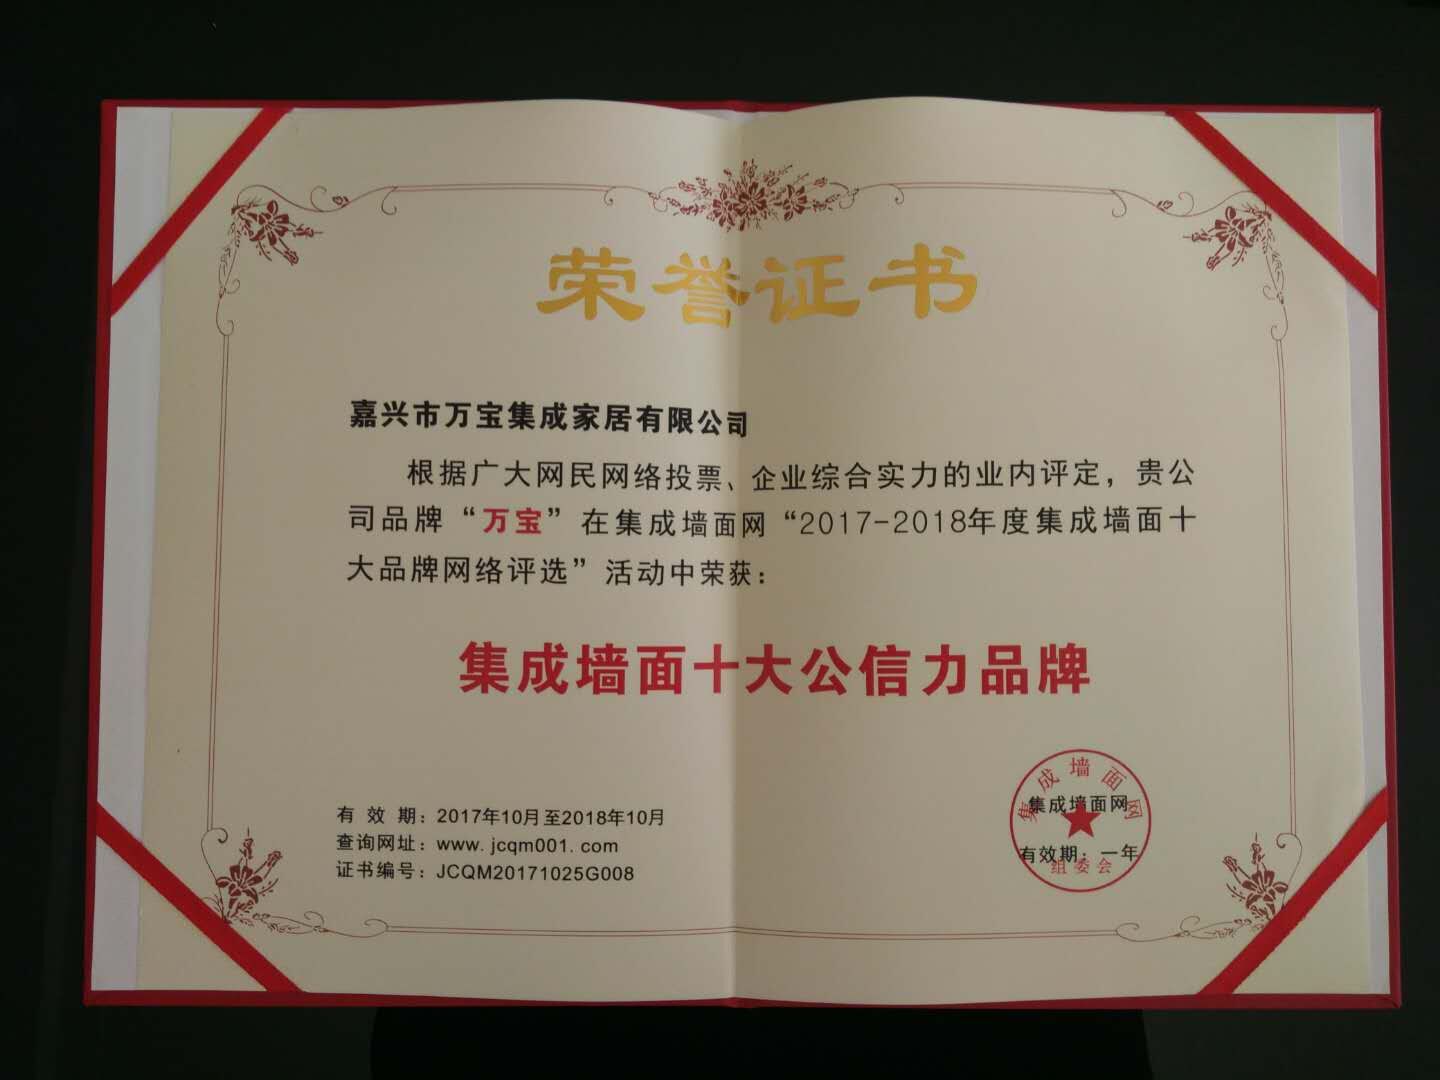 荣誉证书
嘉兴市万宝集成家居有限公司
根据广大网民网络投票、企业综合实力的业内评定，贵公
司品牌“万宝”在集成墙面网“2017-2018年度集成墙面十
大品牌网络评选”活动中荣获：
集成墙面十大公信力品牌
有 效 期：2017年10月至2018年10月
查询网址：www. jcqm001. com
证书编号：JCQM20171025G008
集成墙面网
集成墙面网
有效期：一年
组委会